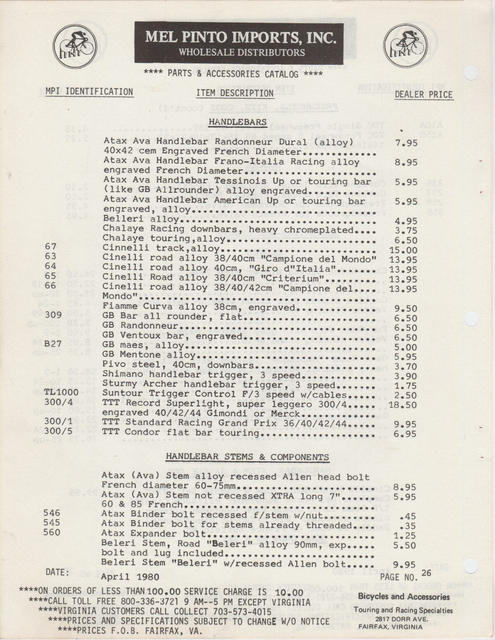 MEL PINTO IMPORTS, INC.
WHOLESALE DISTRIBUTORS
**** PARTS & ACCESSORIES CATALOG ****
MPI IDENTIFICATION ITEM DESCRIPTION DEALER PRICE
HANDLEBARS
Atax Ava Handlebar Randonneur Dural (alloy) 7.95
40x42 cem Engraved French Diameter............
Atax Ava Handlebar Frano-Italia Racing alloy 8.95
engraved French Diameter....................
Atax Ava Handlebar Tessinois Up or touring bar 5.95
(like GB Allrounder) alloy engraved...........
Atax Ava Handlebar American Up or touring bar 5.95
engraved, alloy.............................
Belleri alloy............................... 4.95
Chalaye Racing downbars, heavy chromeplated.... 3.75
Chalaye touring,alloy....................... 6.50
67 Cinnelli track,alloy........................ 15.00
63 Cinelli road alloy 38/40cm "Campione del Mondo" 13.95
64 Cinelli road alloy 40cm, "Giro d'Italia"...... 13.95
65 Cinelli Road alloy 38/40cm "Criterium"........ 13.95
66 Cinelli road alloy 38/40/42cm "Campione del.... 13.95
Mondo"......................................
Fiamme Curva alloy 38cm, engraved............ 9.50
309 GB Bar all rounder, flat..................... 6.50
GB Randonneur............................... 6.50
GB Ventoux bar, engraved..................... 6.50
B27 GB maes, alloy.............................. 5.00
GB Mentone alloy............................ 5.95
Pivo steel, 40cm, downbars................... 3.70
Shimano handlebar trigger, 3 speed........... 3.90
Sturmy Archer handlebar trigger, 3 speed...... 1.75
TL1000 Suntour Trigger Control F/3 speed w/cables..... 2.50
300/4 TTT Record Superlight, super leggero 300/4..... 18.50
engraved 40/42/44 Gimondi or Merck...........
300/1 TTT Standard Racing Grand Prix 36/40/42/44..... 9.95
300/5 TTT Condor flat bar touring.................. 6.95
HANDLEBAR STEMS & COMPONENTS
Atax (Ava) Stem alloy recessed Allen head bolt
French diameter 60-75mm..................... 8.95
Atax (Ava) Stem not recessed XTRA long 7"...... 5.95
60 & 85 French..............................
546 Atax Binder bolt recessed f/stem w/nut........ .45
545 Atax Binder bolt for stems already threaded.... .35
560 Atax Expander bolt.......................... 1.25
Beleri Stem, Road "Beleri" alloy 90mm, exp..... 5.50
bolt and lug included.......................
Beleri Stem "Beleri" w/recessed Allen bolt..... 9.95
DATE: April 1980 PAGE NO. 26
****ON ORDERS OF LESS THAN 100.00 SERVICE CHARGE IS 10.00
****CALL TOLL FREE 800-336-3721 9 AM--5 PM EXCEPT VIRGINIA
****VIRGINIA CUSTOMERS CALL COLLECT 703-573-4015
****PRICES AND SPECIFICATIONS SUBJECT TO CHANGE W/O NOTICE
****PRICES F.O.B. FAIRFAX, VA.
Bicycles and Accessories
Touring and Racing Specialties
2817 DORR AVE.
FAIRFAX, VIRGINIA